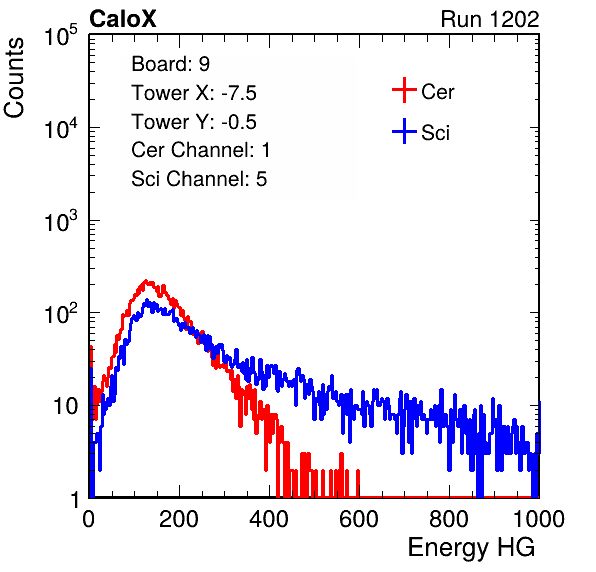 CaloX Run 1202
Counts
10^5
10^4
10^3
10^2
10
1
Board: 9
Tower X: -7.5
Tower Y: -0.5
Cer Channel: 1
Sci Channel: 5
Cer
Sci
0 200 400 600 800 1000
Energy HG